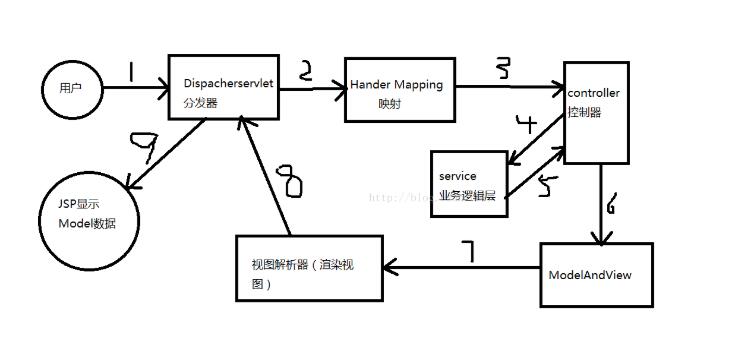 1
2
3
用户
Dispacherservlet
分发器
Hander Mapping
映射
controller
控制器
4
9
8
service
业务逻辑层
5
http://blog.
6
JSP显示
Model数据
7
视图解析器（渲染视
图）
ModelAndView